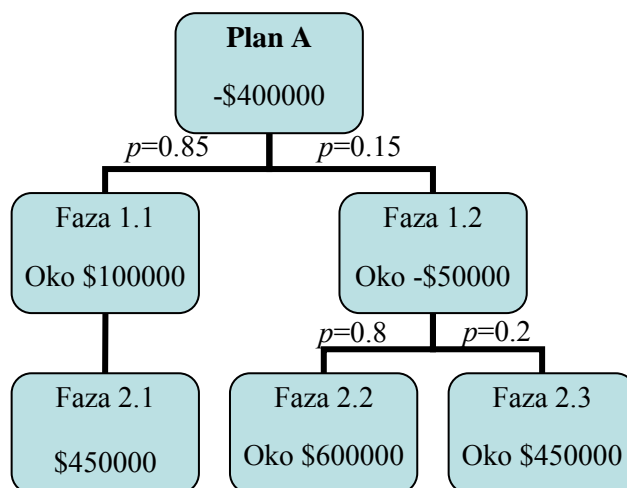 Plan A
-$400000
p=0.85
p=0.15
Faza 1.1
Oko $100000
Faza 1.2
Oko -$50000
p=0.8
p=0.2
Faza 2.1
$450000
Faza 2.2
Oko $600000
Faza 2.3
Oko $450000